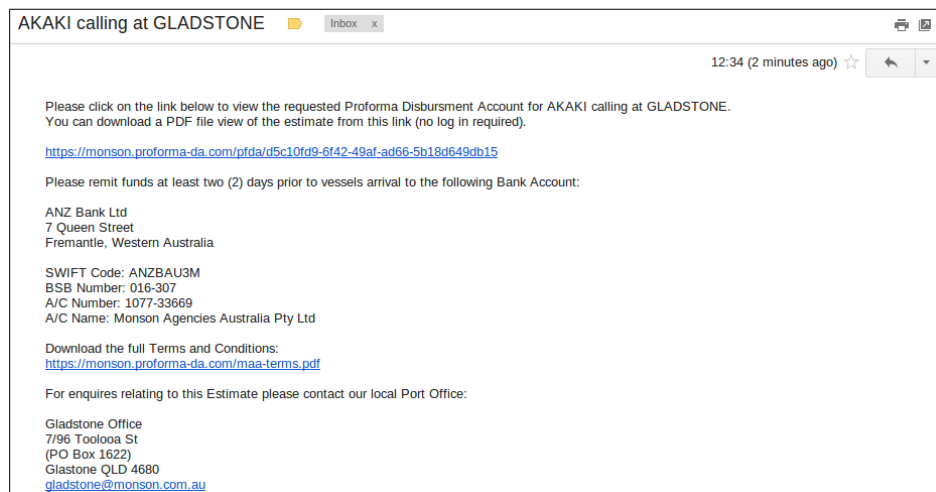 AKAKI calling at GLADSTONE
Inbox x
12:34 (2 minutes ago)
Please click on the link below to view the requested Proforma Disbursment Account for AKAKI calling at GLADSTONE.
You can download a PDF file view of the estimate from this link (no log in required).
https://monson.proforma-da.com/pfda/d5c10fd9-6f42-49af-ad66-5b18d649db15
Please remit funds at least two (2) days prior to vessels arrival to the following Bank Account:
ANZ Bank Ltd
7 Queen Street
Fremantle, Western Australia
SWIFT Code: ANZBAU3M
BSB Number: 016-307
A/C Number: 1077-33669
A/C Name: Monson Agencies Australia Pty Ltd
Download the full Terms and Conditions:
https://monson.proforma-da.com/maa-terms.pdf
For enquires relating to this Estimate please contact our local Port Office:
Gladstone Office
7/96 Toolooa St
(PO Box 1622)
Glastone QLD 4680
gladstone@monson.com.au